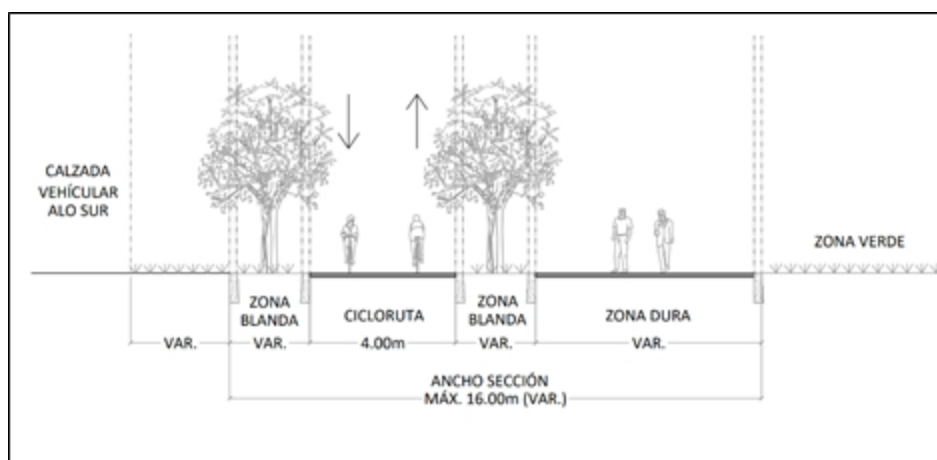 CALZADA
VEHÍCULAR
ALO SUR
ZONA VERDE
ZONA
BLANDA
CICLORUTA
ZONA
BLANDA
ZONA DURA
VAR.
VAR.
4.00m
VAR.
VAR.
ANCHO SECCIÓN
MÁX. 16.00m (VAR.)